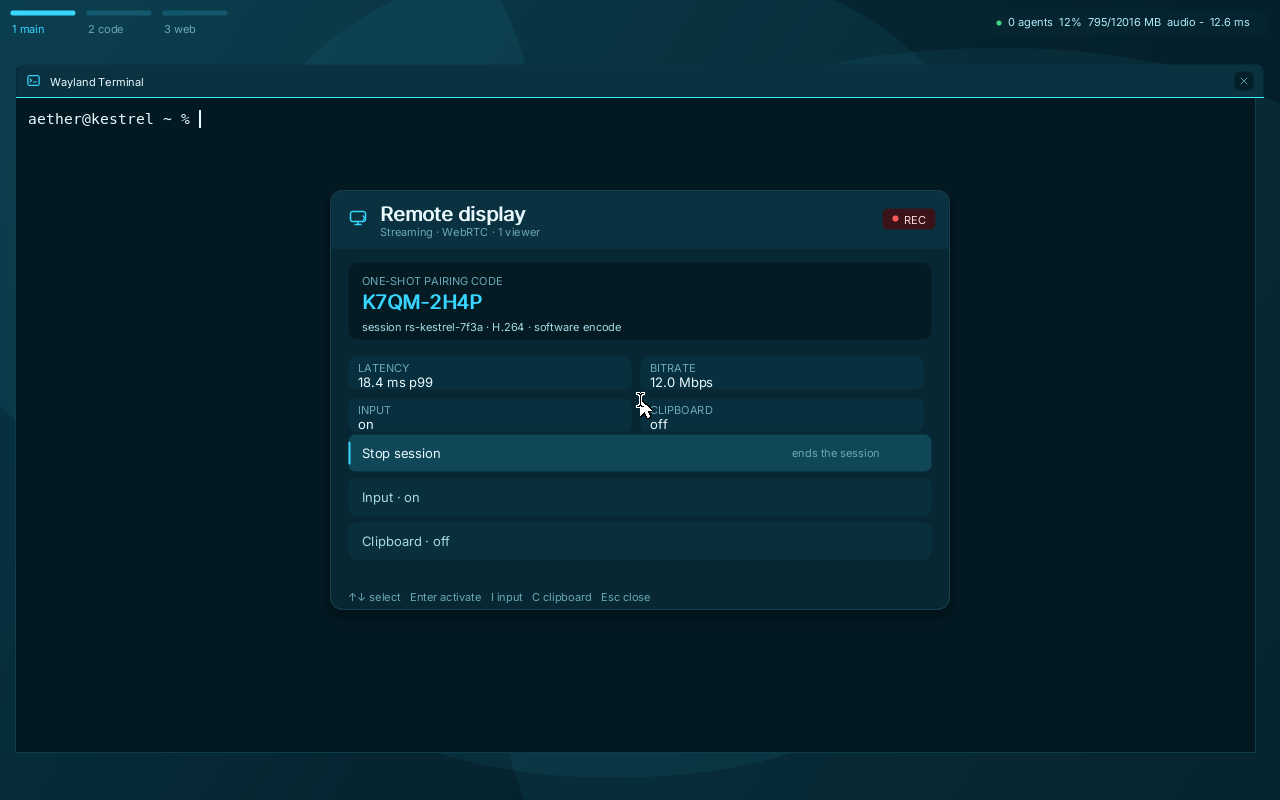 1 main
2 code
3 web
0 agents 12% 795/12016 MB audio - 12.6 ms
Wayland Terminal
aether@kestrel ~ %
Remote display
Streaming · WebRTC · 1 viewer
REC
ONE-SHOT PAIRING CODE
K7QM-2H4P
session rs-kestrel-7f3a · H.264 · software encode
LATENCY
18.4 ms p99
BITRATE
12.0 Mbps
INPUT
on
CLIPBOARD
off
Stop session
ends the session
Input · on
Clipboard · off
↑↓ select Enter activate I input C clipboard Esc close